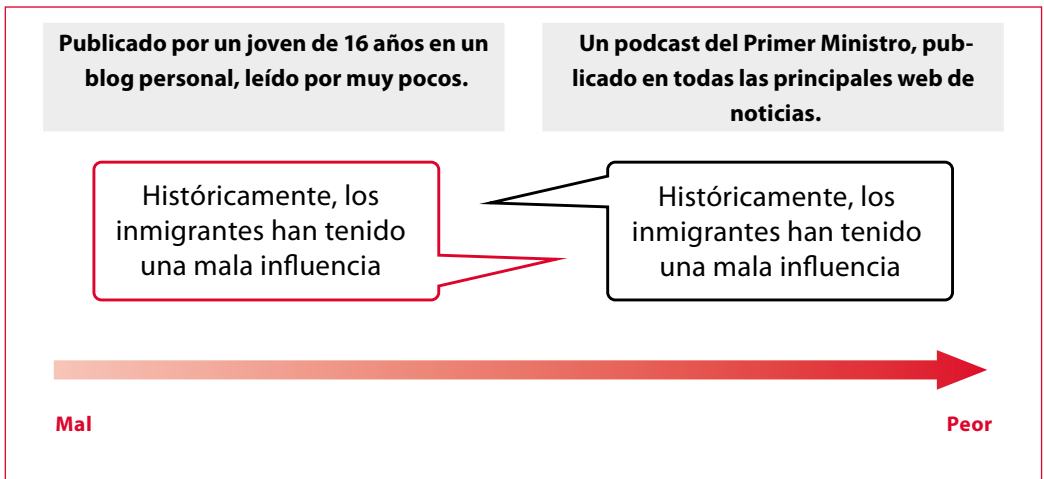 Publicado por un joven de 16 años en un
blog personal, leído por muy pocos.
Un podcast del Primer Ministro, pub-
licado en todas las principales web de
noticias.
Históricamente, los
inmigrantes han tenido
una mala influencia
Históricamente, los
inmigrantes han tenido
una mala influencia
Mal
Peor